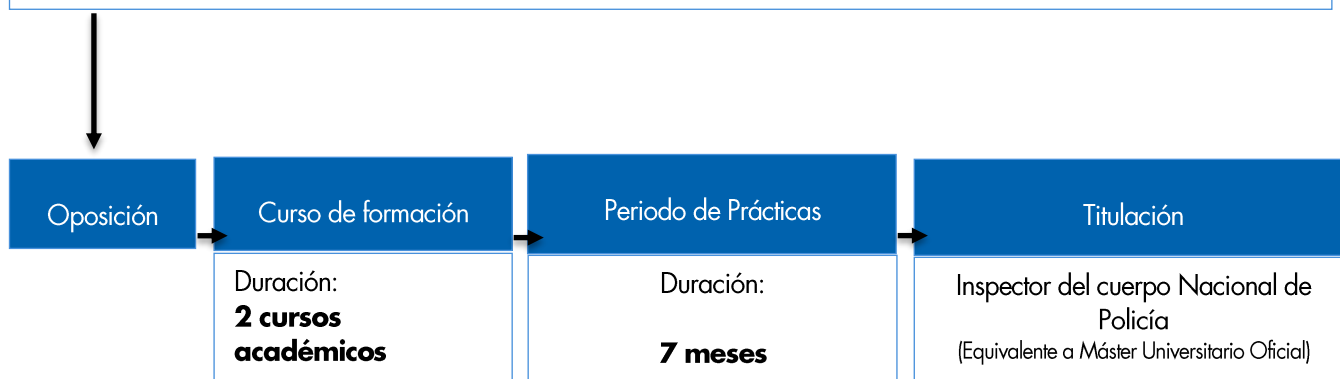 Oposición
Curso de formación
Periodo de Prácticas
Titulación
Duración:
2 cursos
académicos
Duración:
7 meses
Inspector del cuerpo Nacional de
Policía
(Equivalente a Máster Universitario Oficial)